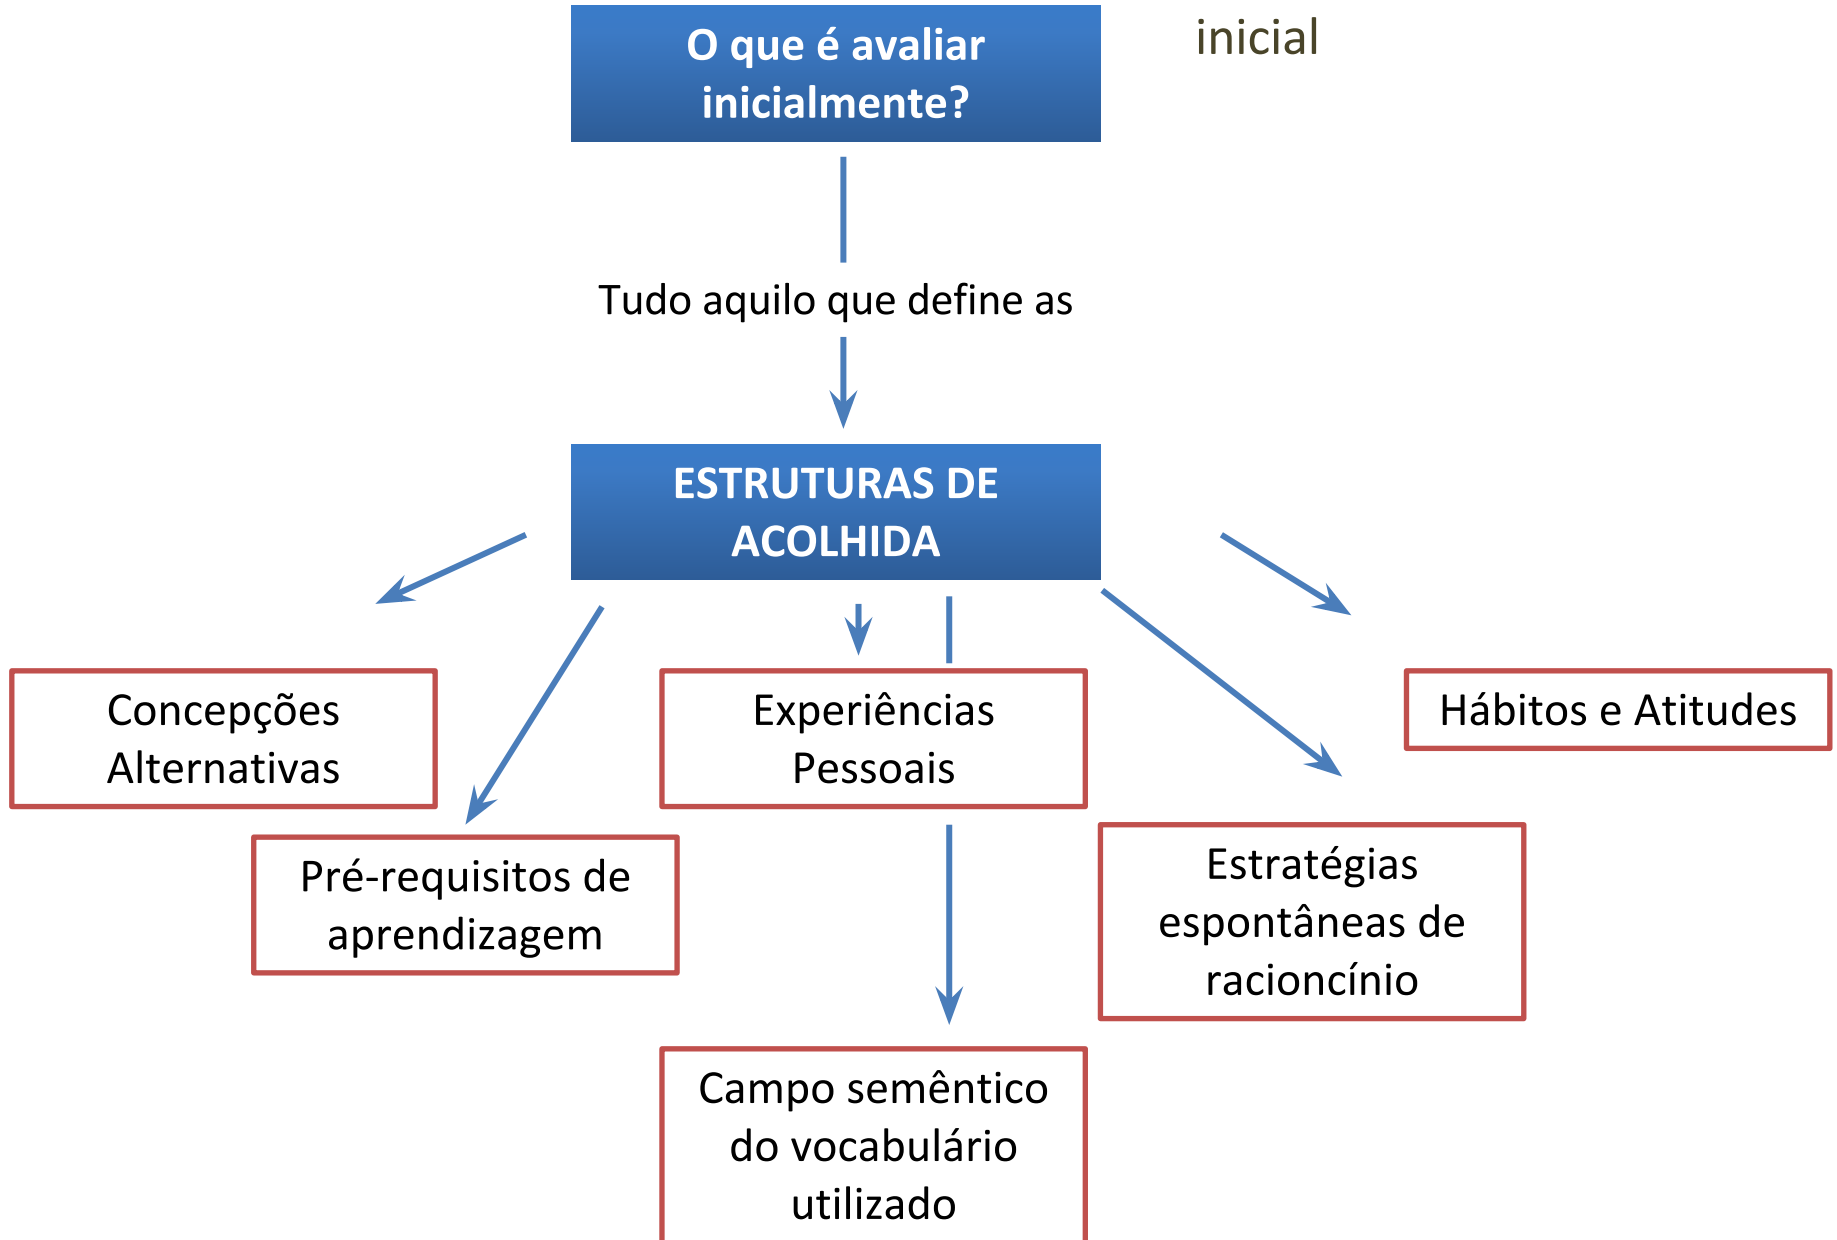 O que é avaliar
inicialmente?
inicial
Tudo aquilo que define as
ESTRUTURAS DE
ACOLHIDA
Concepções
Alternativas
Experiências
Pessoais
Hábitos e Atitudes
Pré-requisitos de
aprendizagem
Estratégias
espontâneas de
racioncínio
Campo semêntico
do vocabulário
utilizado